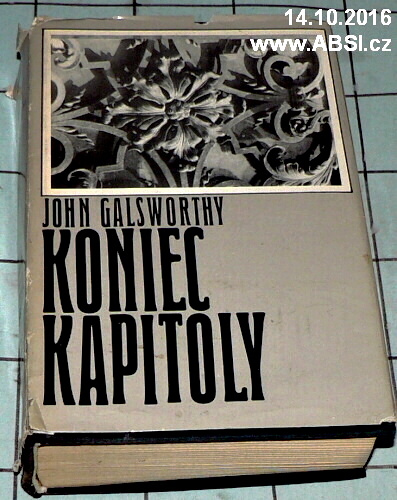 14.10.2016
www.ABSI.cz
JOHN GALSWORTHY
KONIEC
KAPITOLY